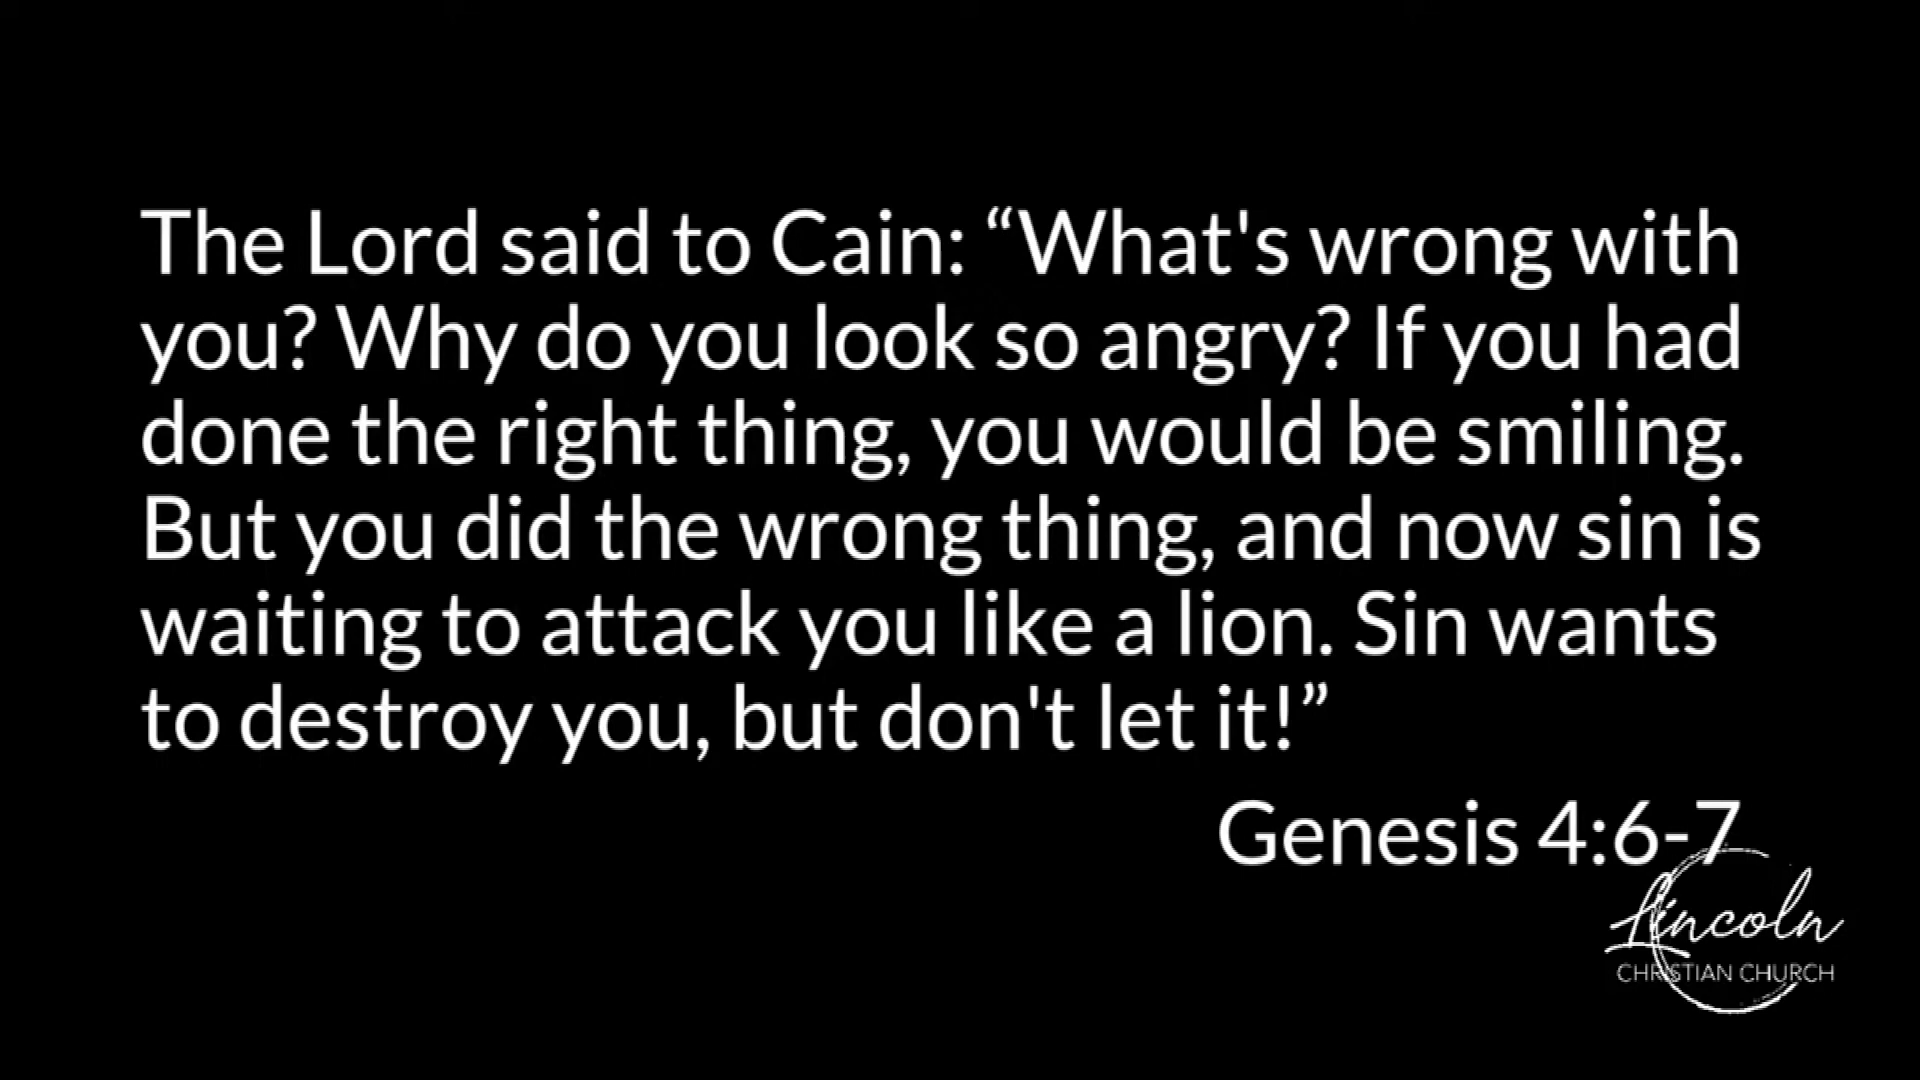 The Lord said to Cain: “What's wrong with
you? Why do you look so angry? If you had
done the right thing, you would be smiling.
But you did the wrong thing, and now sin is
waiting to attack you like a lion. Sin wants
to destroy you, but don't let it!”
Genesis 4:6-7
Lincoln
CHRISTIAN CHURCH